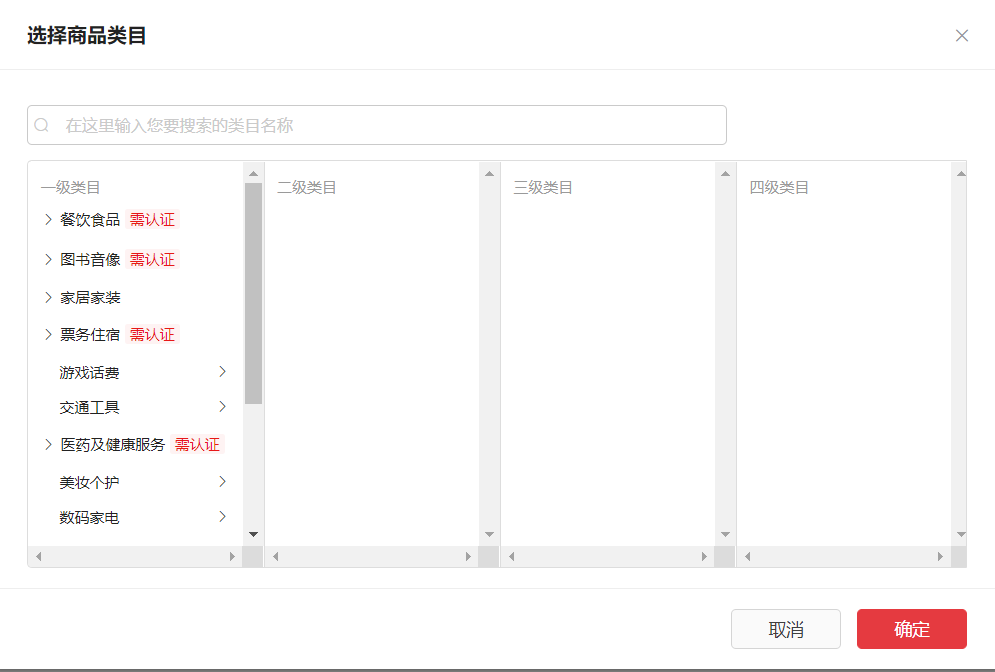 选择商品类目
在这里输入您要搜索的类目名称
一级类目
餐饮食品 需认证
图书音像 需认证
家居家装
票务住宿 需认证
游戏话费
交通工具
医药及健康服务 需认证
美妆个护
数码家电
二级类目
三级类目
四级类目
取消
确定